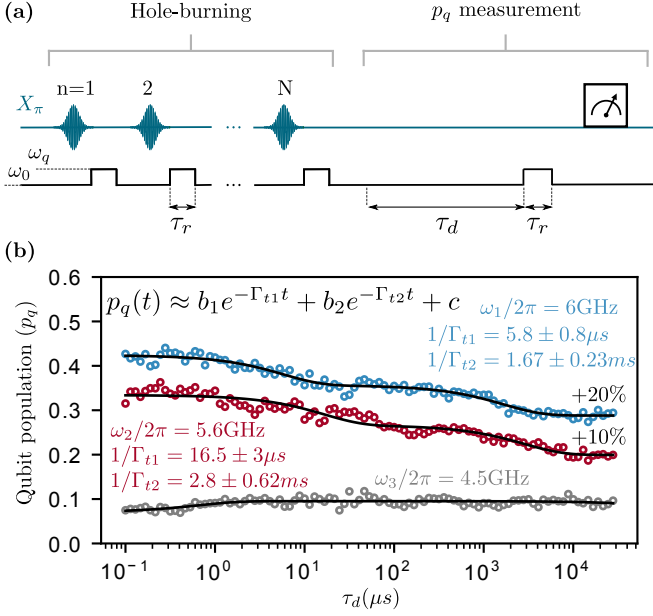 (a)
Hole-burning
p_q measurement
X_π
n=1
2
N
...
ω_q
ω_0
...
τ_r
τ_d
τ_r
(b)
0.6
0.5
0.4
0.3
0.2
0.1
0.0
Qubit population (p_q)
p_q(t) ≈ b_1e^{-Γ_{t1}t} + b_2e^{-Γ_{t2}t} + c
ω_1/2π = 6GHz
1/Γ_{t1} = 5.8 ± 0.8μs
1/Γ_{t2} = 1.67 ± 0.23ms
+20%
+10%
ω_2/2π = 5.6GHz
1/Γ_{t1} = 16.5 ± 3μs
1/Γ_{t2} = 2.8 ± 0.62ms
ω_3/2π = 4.5GHz
10^{-1}
10^0
10^1
10^2
10^3
10^4
τ_d(μs)